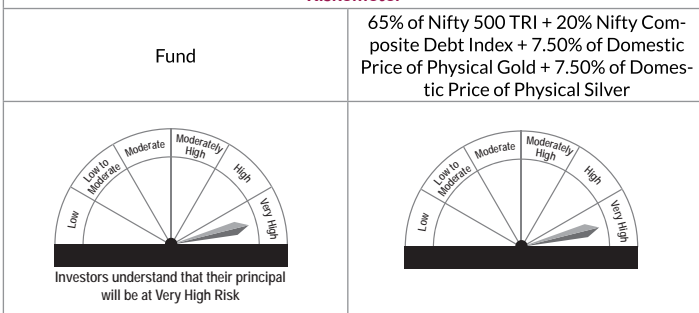 Riskometer
Fund
65% of Nifty 500 TRI + 20% Nifty Com-
posite Debt Index + 7.50% of Domestic
Price of Physical Gold + 7.50% of Domes-
tic Price of Physical Silver
Low
Low to
Moderate
Moderate
Moderately
High
High
Very High
Investors understand that their principal
will be at Very High Risk
Low
Low to
Moderate
Moderate
Moderately
High
High
Very High